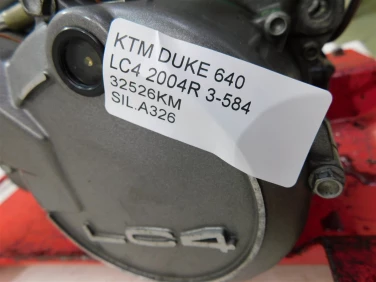 KTM DUKE 640
LC4 2004R 3-584
32526KM
SIL.A326
LC4